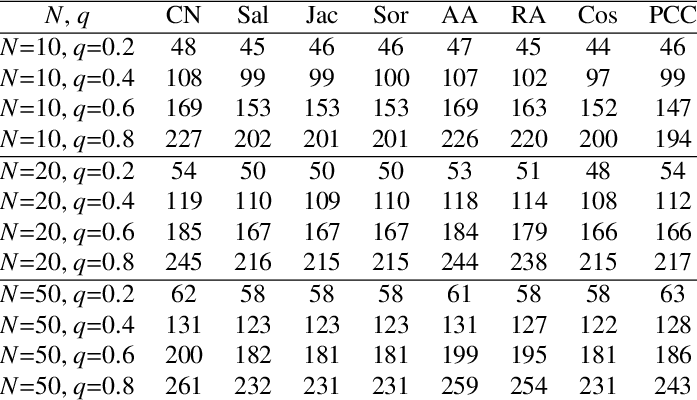 N, q CN Sal Jac Sor AA RA Cos PCC
N=10, q=0.2 48 45 46 46 47 45 44 46
N=10, q=0.4 108 99 99 100 107 102 97 99
N=10, q=0.6 169 153 153 153 169 163 152 147
N=10, q=0.8 227 202 201 201 226 220 200 194
N=20, q=0.2 54 50 50 50 53 51 48 54
N=20, q=0.4 119 110 109 110 118 114 108 112
N=20, q=0.6 185 167 167 167 184 179 166 166
N=20, q=0.8 245 216 215 215 244 238 215 217
N=50, q=0.2 62 58 58 58 61 58 58 63
N=50, q=0.4 131 123 123 123 131 127 122 128
N=50, q=0.6 200 182 181 181 199 195 181 186
N=50, q=0.8 261 232 231 231 259 254 231 243